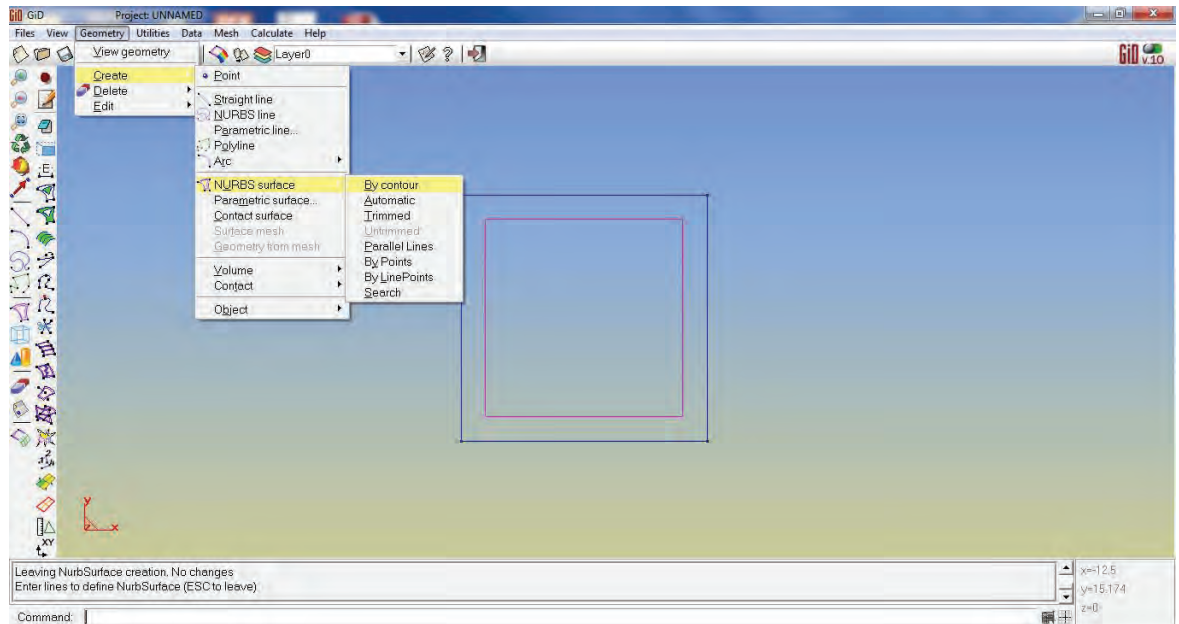 GiD GiD Project: UNNAMED
Files View Geometry Utilities Data Mesh Calculate Help
Layer0
GiD v.10
View geometry
Create
Delete
Edit
Point
Straight line
NURBS line
Parametric line...
Polyline
Arc
NURBS surface
Parametric surface...
Contact surface
Surface mesh
Geometry from mesh
Volume
Contact
Object
By contour
Automatic
Trimmed
Untrimmed
Parallel Lines
By Points
By LinePoints
Search
E
XY
y
z x
Leaving NurbSurface creation. No changes
Enter lines to define NurbSurface (ESC to leave)
Command:
x=-12.5
y=15.174
z=0